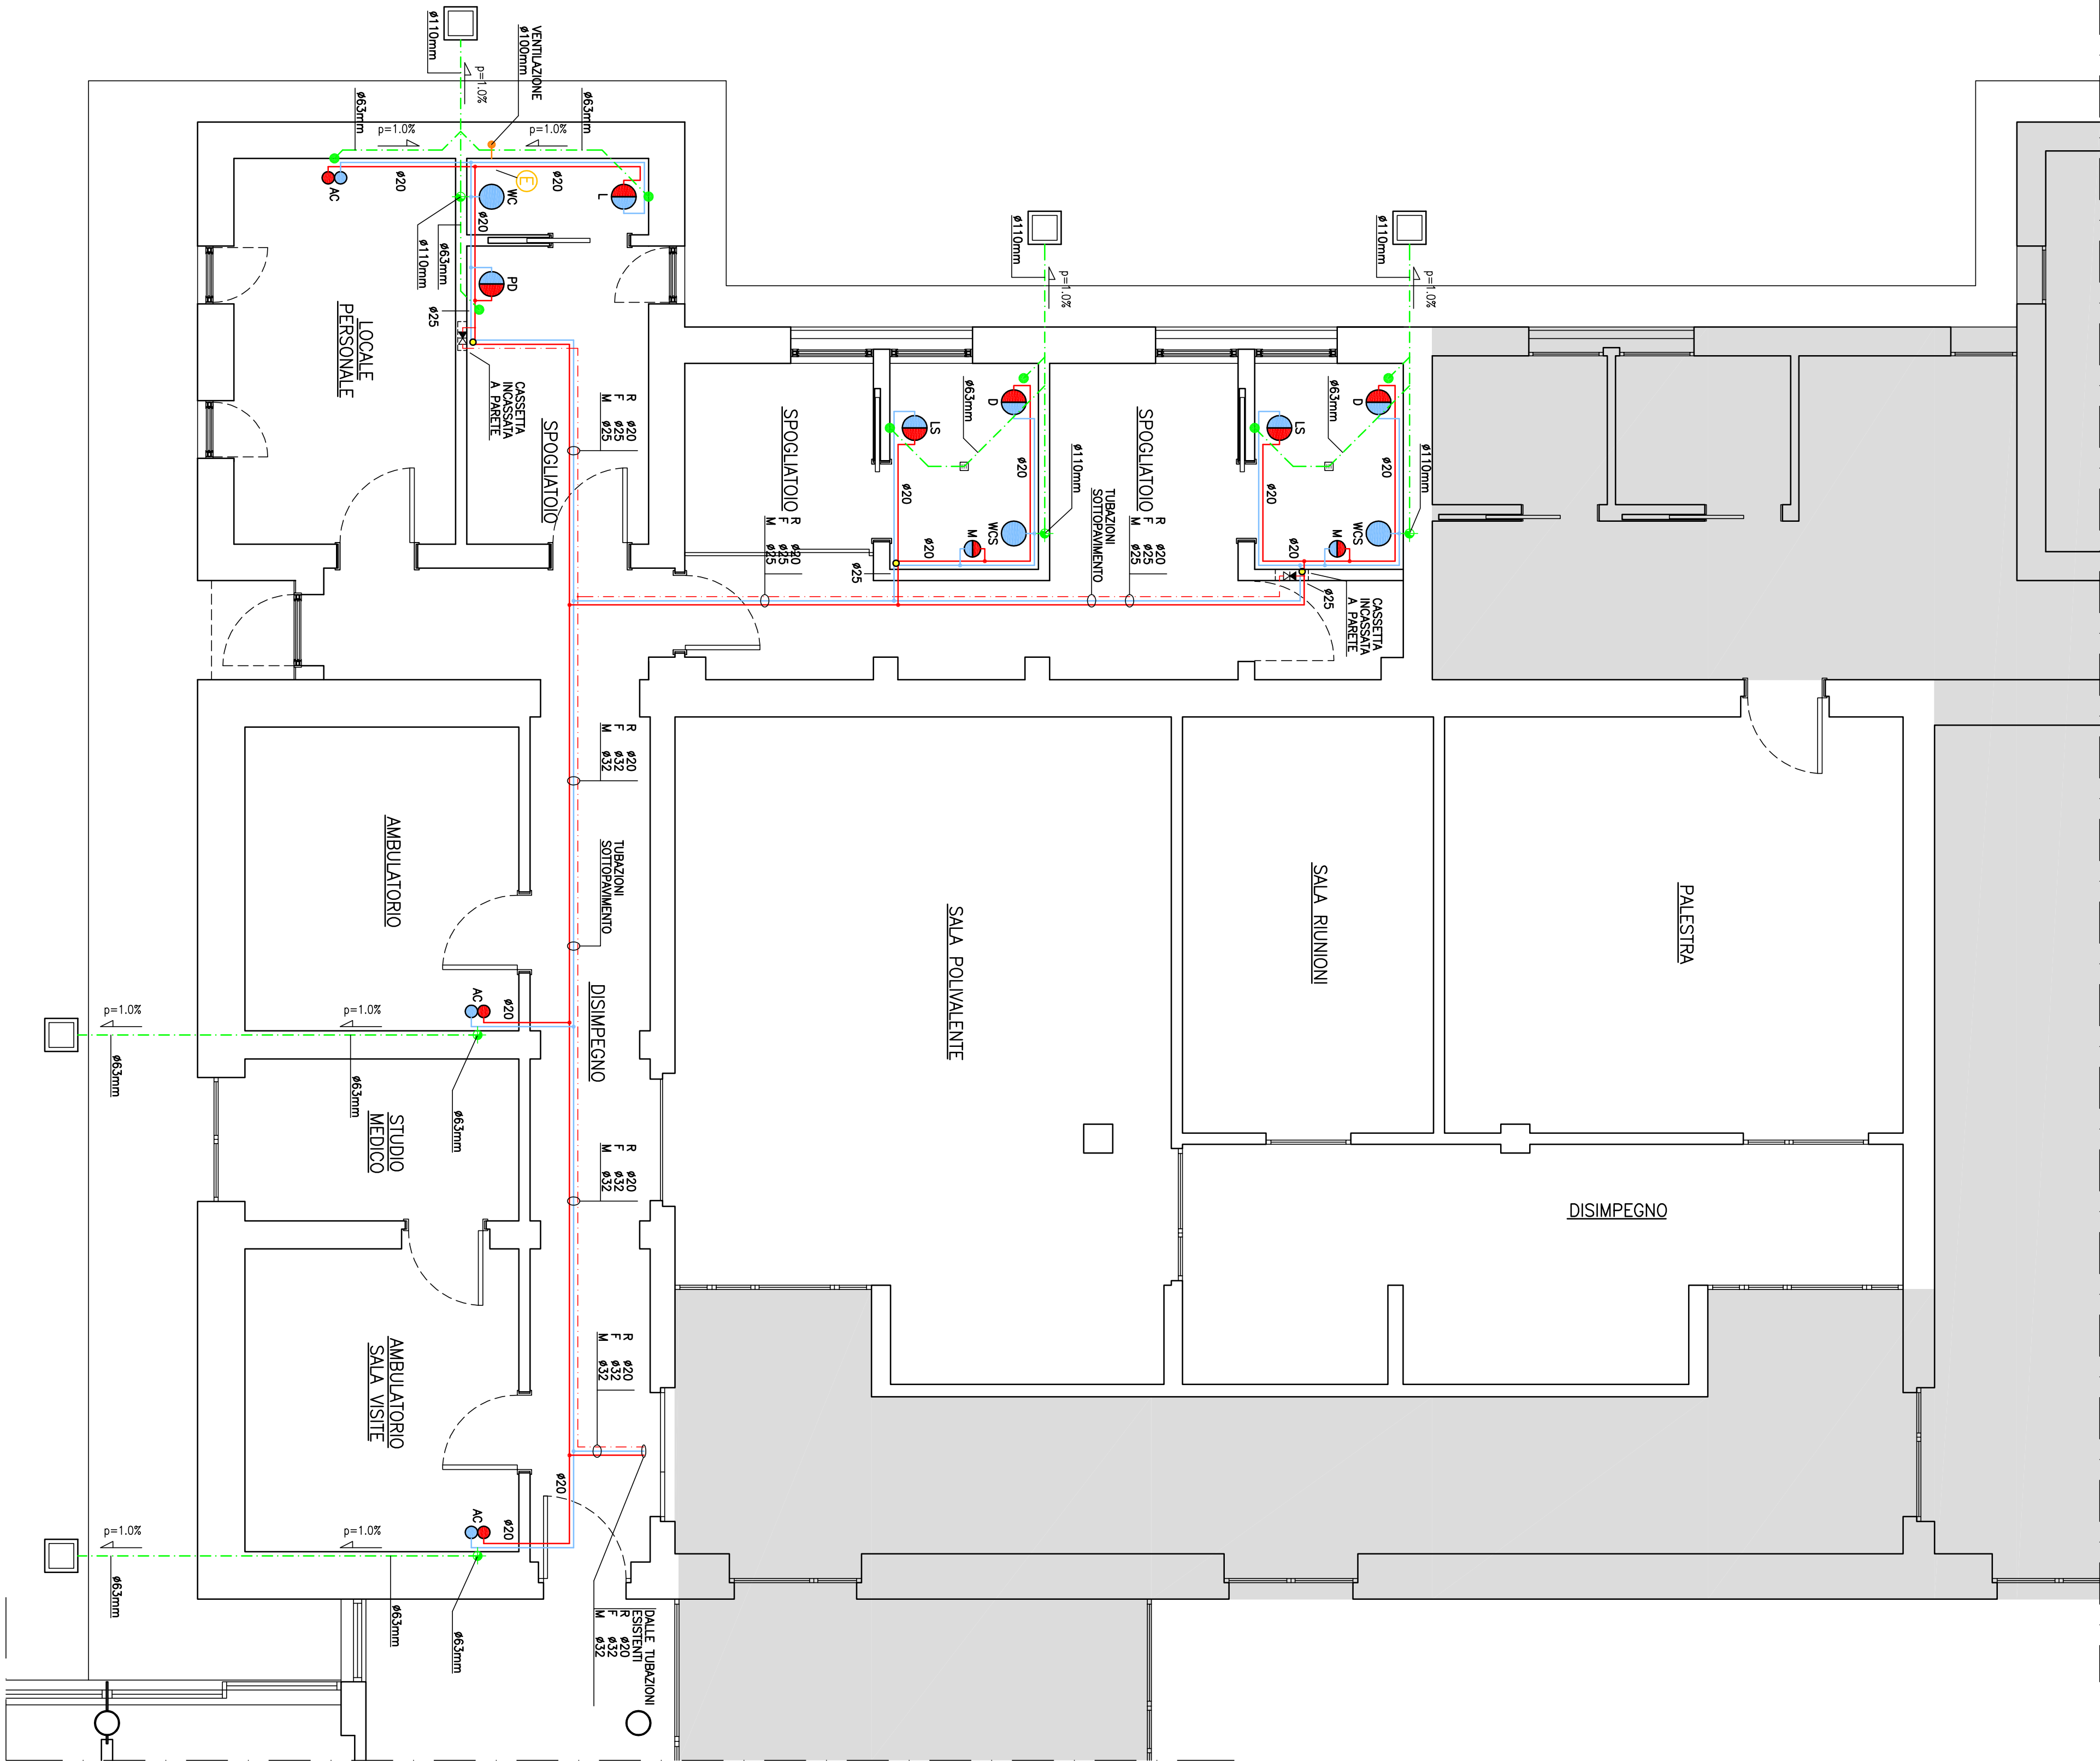 ø110mm
p=1.0%
VENTILAZIONE
ø100mm
ø63mm
p=1.0%
p=1.0%
ø63mm
AC
ø20
E
WC
ø20
L
ø20
ø110mm
ø63mm
PD
ø25
LOCALE
PERSONALE
CASSETTA
INCASSATA
A PARETE
SPOGLIATOIO
R ø20
F ø25
M ø25
ø110mm
p=1.0%
ø110mm
p=1.0%
SPOGLIATOIO
LS
ø63mm
D
ø20
ø20
WCS
M
ø20
ø25
ø110mm
R ø20
F ø25
M ø25
TUBAZIONI
SOTTOPAVIMENTO
SPOGLIATOIO
R ø20
F ø25
M ø25
LS
ø63mm
D
ø20
ø20
WCS
M
ø20
ø110mm
ø25
CASSETTA
INCASSATA
A PARETE
R ø20
F ø32
M ø32
AMBULATORIO
TUBAZIONI
SOTTOPAVIMENTO
DISIMPEGNO
AC
ø20
p=1.0%
p=1.0%
ø63mm
ø63mm
ø63mm
STUDIO
MEDICO
R ø20
F ø32
M ø32
SALA POLIVALENTE
SALA RIUNIONI
PALESTRA
DISIMPEGNO
AMBULATORIO
SALA VISITE
R ø20
F ø32
M ø32
ø20
AC
ø20
p=1.0%
p=1.0%
ø63mm
ø63mm
ø63mm
DALLE TUBAZIONI
ESISTENTI
R ø20
F ø32
M ø32